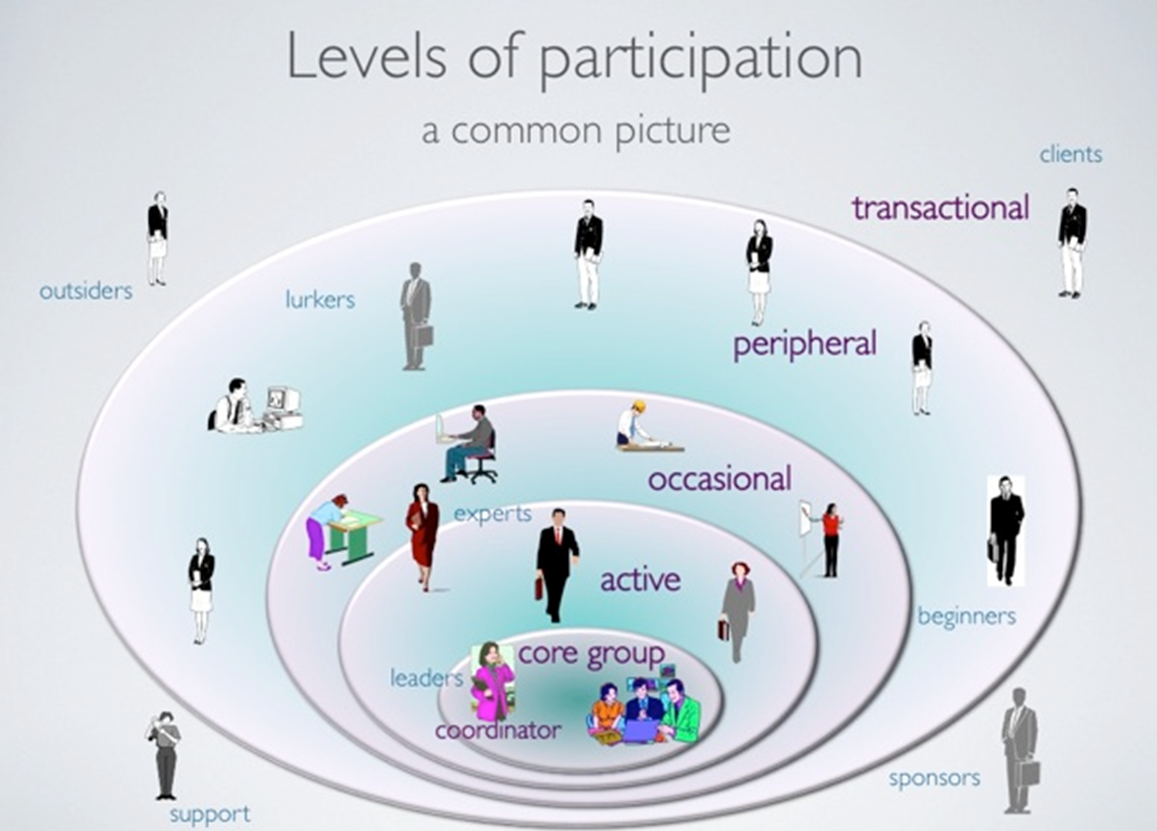 Levels of participation
a common picture
clients
transactional
outsiders
lurkers
peripheral
occasional
experts
active
beginners
core group
leaders
coordinator
sponsors
support